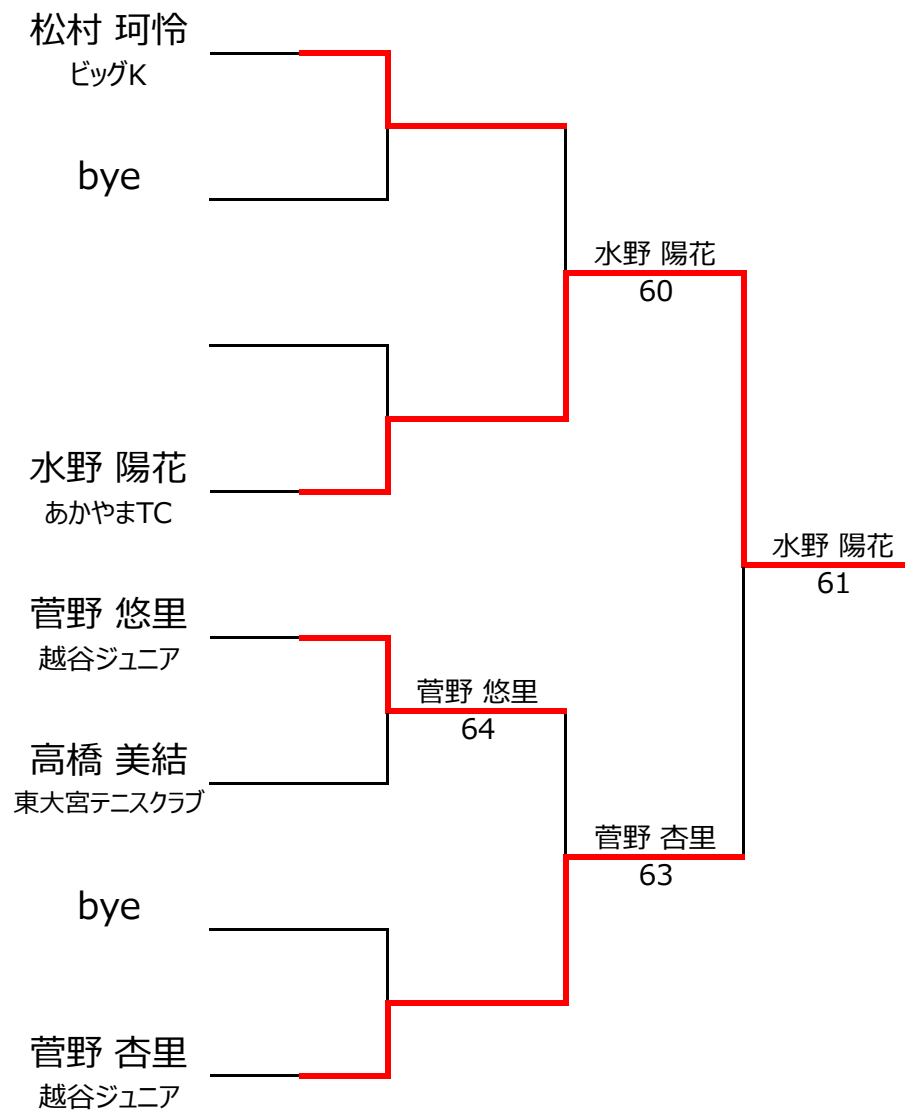 松村 珂怜
ビッグK
bye
水野 陽花
60
水野 陽花
あかやまTC
水野 陽花
61
菅野 悠里
越谷ジュニア
菅野 悠里
64
高橋 美結
東大宮テニスクラブ
菅野 杏里
63
bye
菅野 杏里
越谷ジュニア